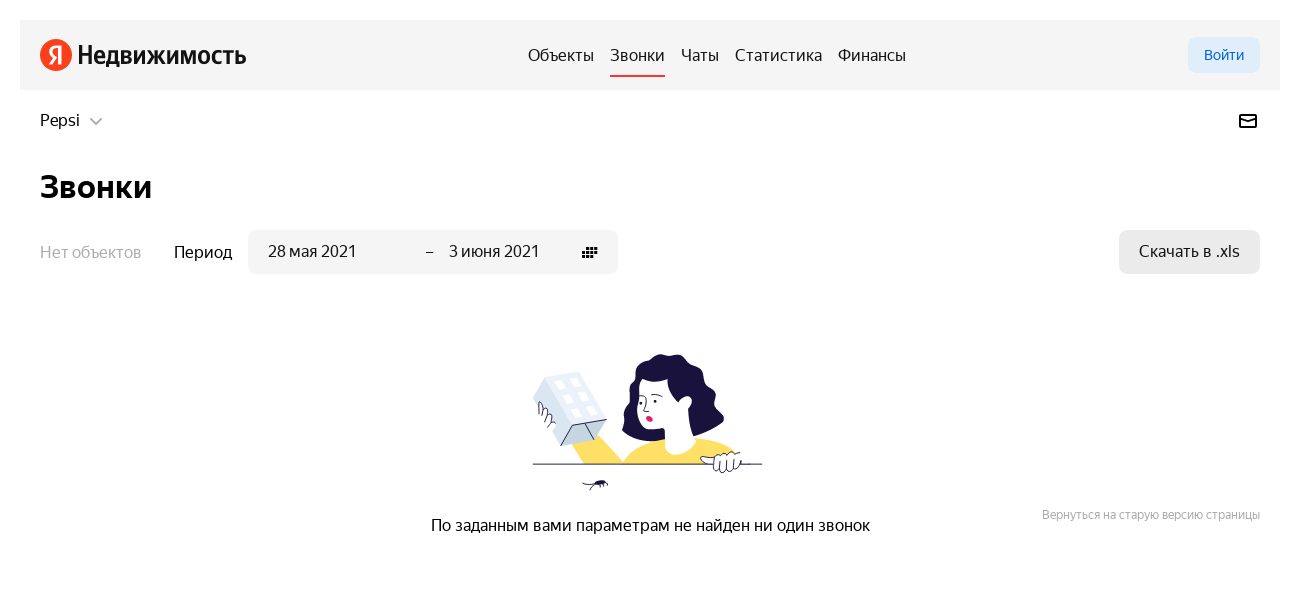 Я Недвижимость
Объекты Звонки Чаты Статистика Финансы
Войти
Pepsi
Звонки
Нет объектов Период 28 мая 2021 – 3 июня 2021
Скачать в .xls
По заданным вами параметрам не найден ни один звонок
Вернуться на старую версию страницы